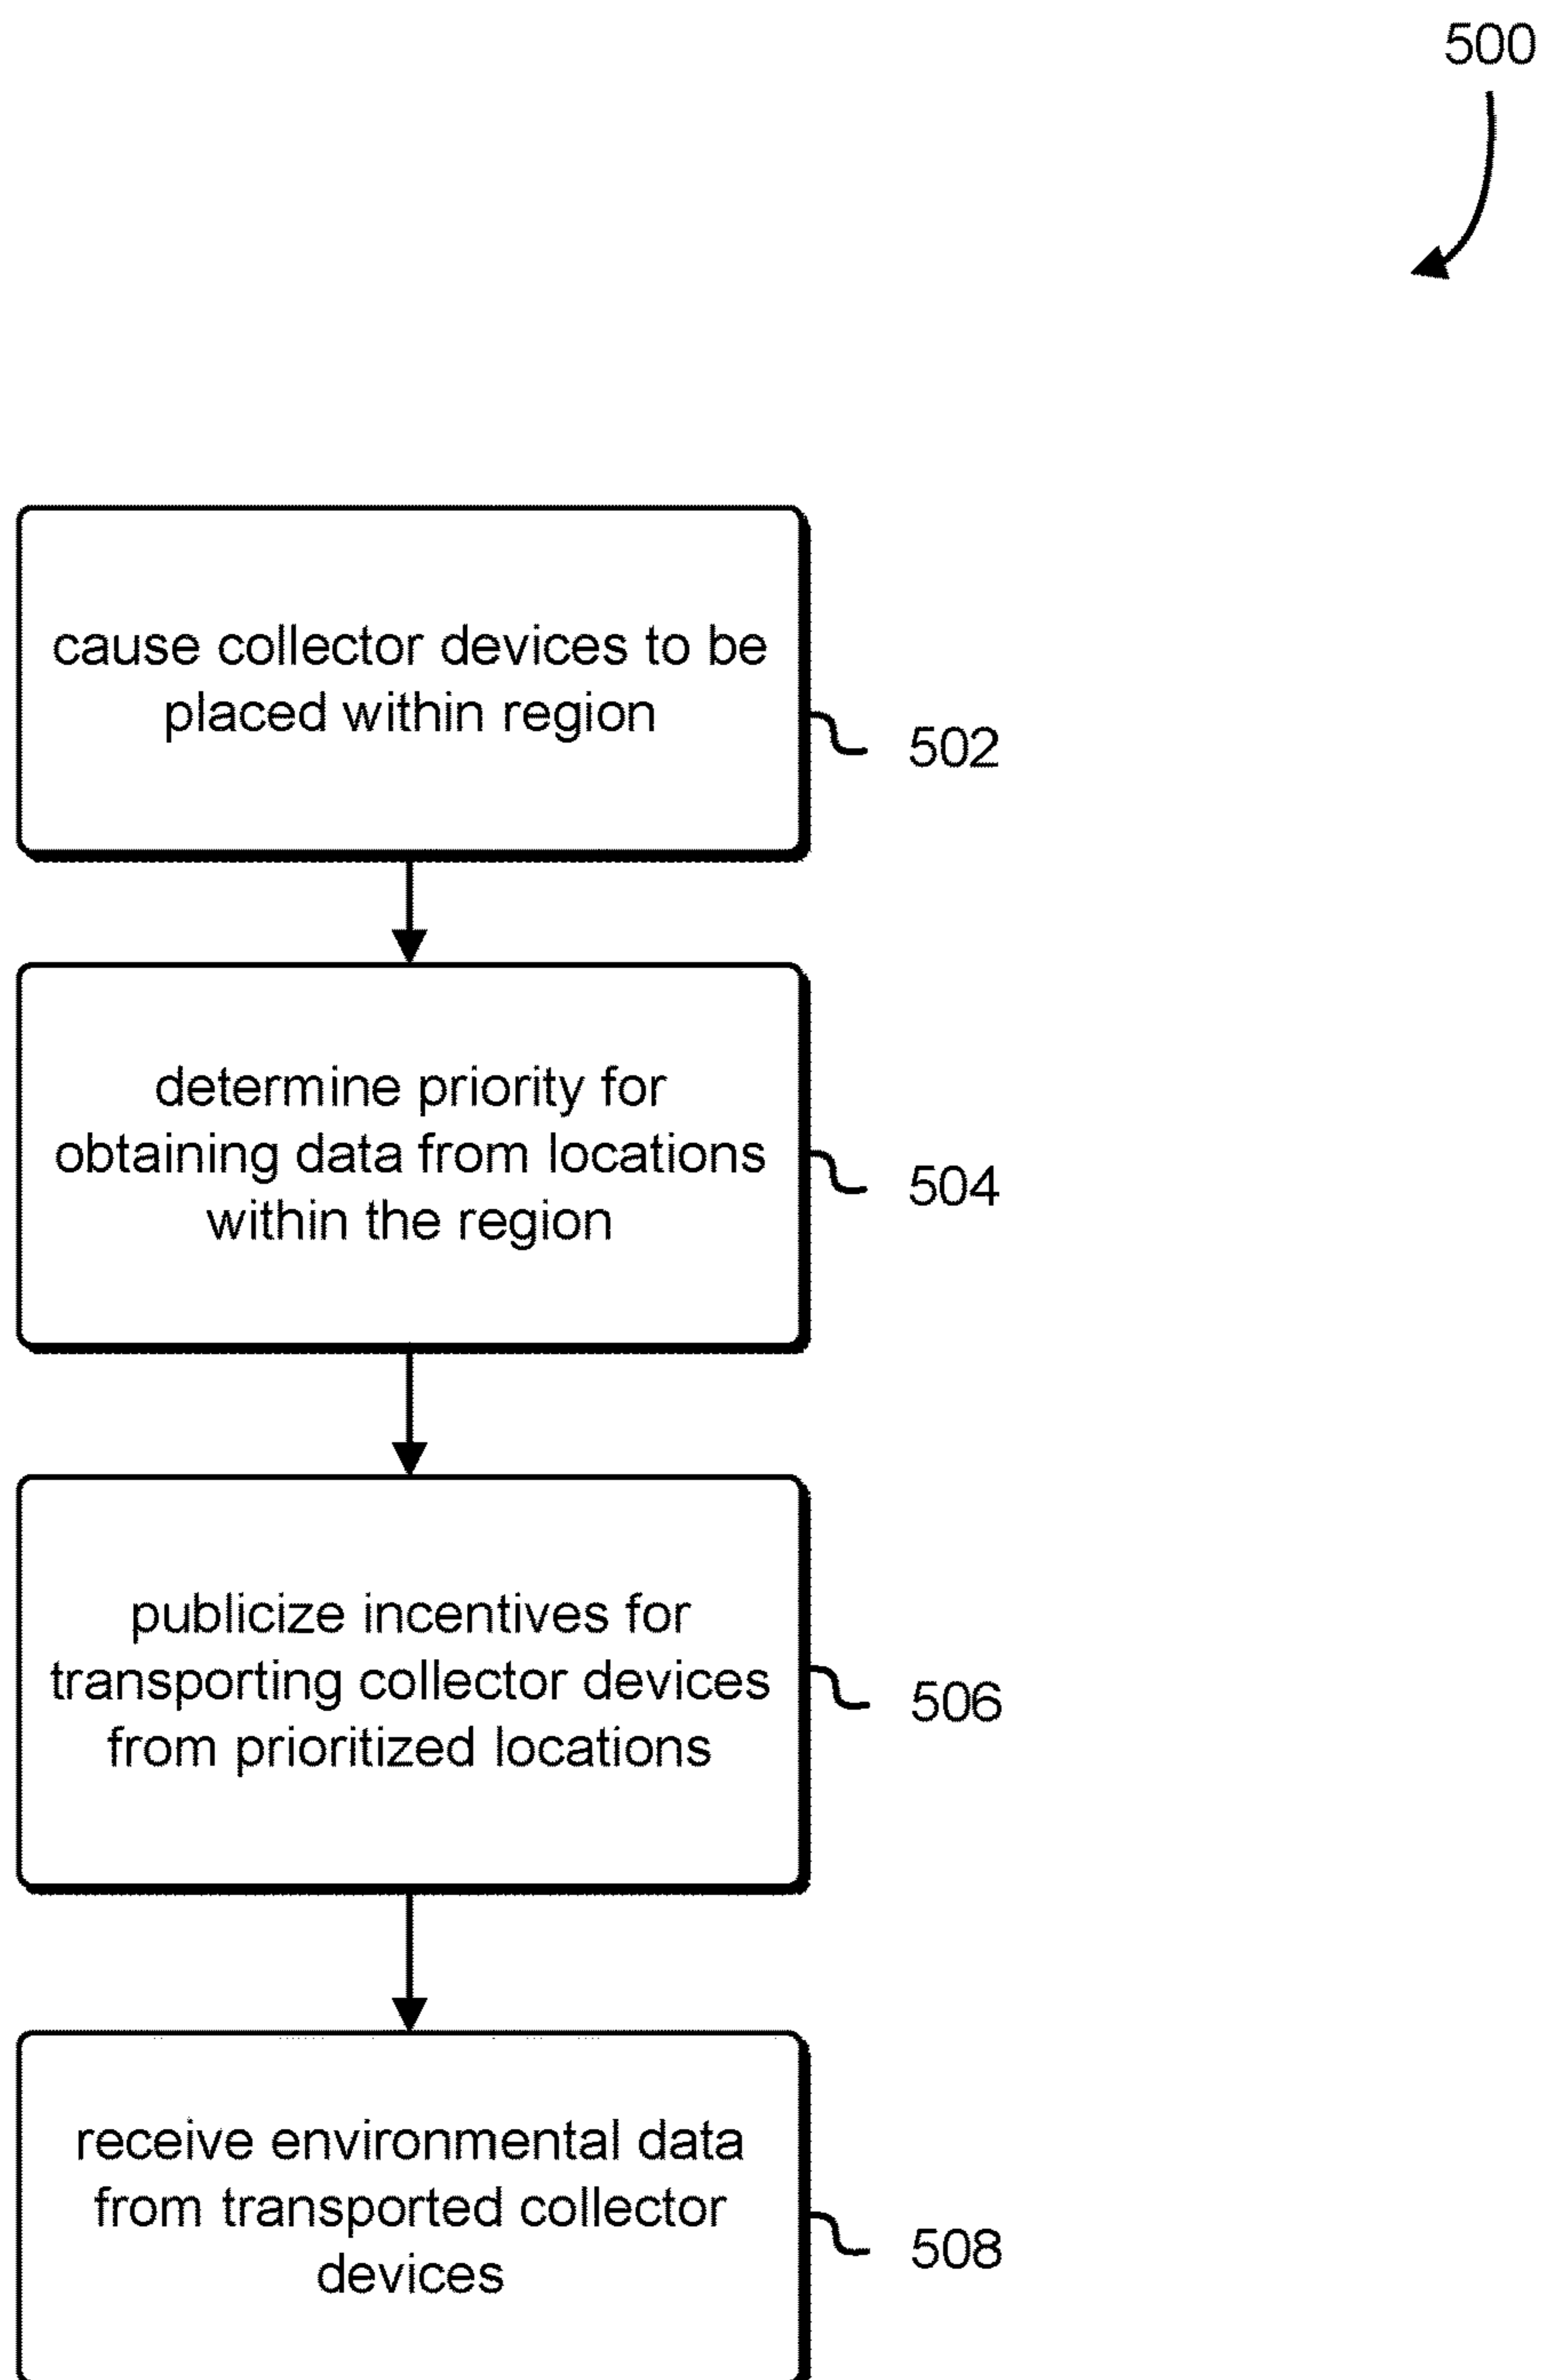 500
cause collector devices to be
placed within region
502
determine priority for
obtaining data from locations
within the region
504
publicize incentives for
transporting collector devices
from prioritized locations
506
receive environmental data
from transported collector
devices
508